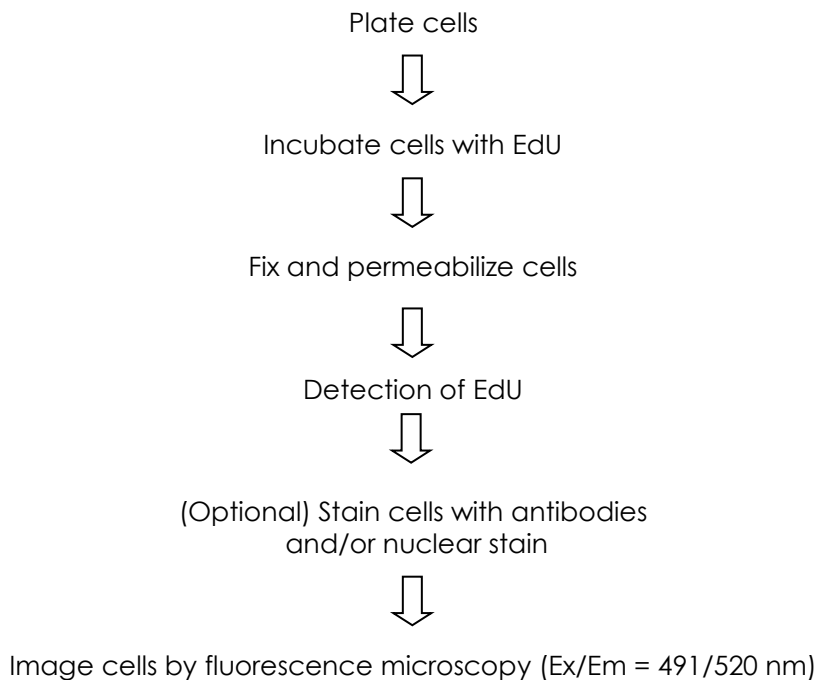 Plate cells
Incubate cells with EdU
Fix and permeabilize cells
Detection of EdU
(Optional) Stain cells with antibodies
and/or nuclear stain
Image cells by fluorescence microscopy (Ex/Em = 491/520 nm)